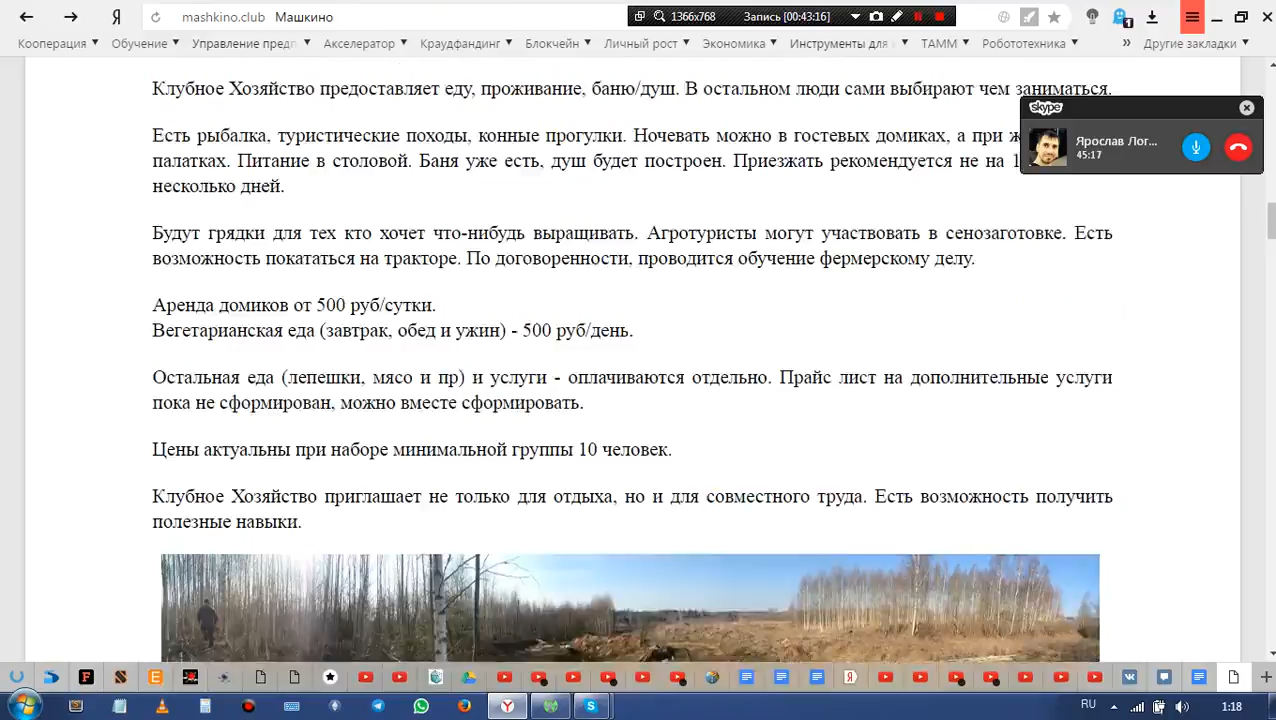 mashkino.club Машкино
1366x768 Запись [00:43:16]
1
Кооперация Обучение Управление предп Акселератор Краудфандинг Блокчейн Личный рост Экономика Инструменты для ТАММ Робототехника » Другие закладки
Клубное Хозяйство предоставляет еду, проживание, баню/душ. В остальном люди сами выбирают чем заниматься.
skype
Ярослав Лог...
45:17
Есть рыбалка, туристические походы, конные прогулки. Ночевать можно в гостевых домиках, а при ж
палатках. Питание в столовой. Баня уже есть, душ будет построен. Приезжать рекомендуется не на 1
несколько дней.
Будут грядки для тех кто хочет что-нибудь выращивать. Агротуристы могут участвовать в сенозаготовке. Есть
возможность покататься на тракторе. По договоренности, проводится обучение фермерскому делу.
Аренда домиков от 500 руб/сутки.
Вегетарианская еда (завтрак, обед и ужин) - 500 руб/день.
Остальная еда (лепешки, мясо и пр) и услуги - оплачиваются отдельно. Прайс лист на дополнительные услуги
пока не сформирован, можно вместе сформировать.
Цены актуальны при наборе минимальной группы 10 человек.
Клубное Хозяйство приглашает не только для отдыха, но и для совместного труда. Есть возможность получить
полезные навыки.
RU 1:18